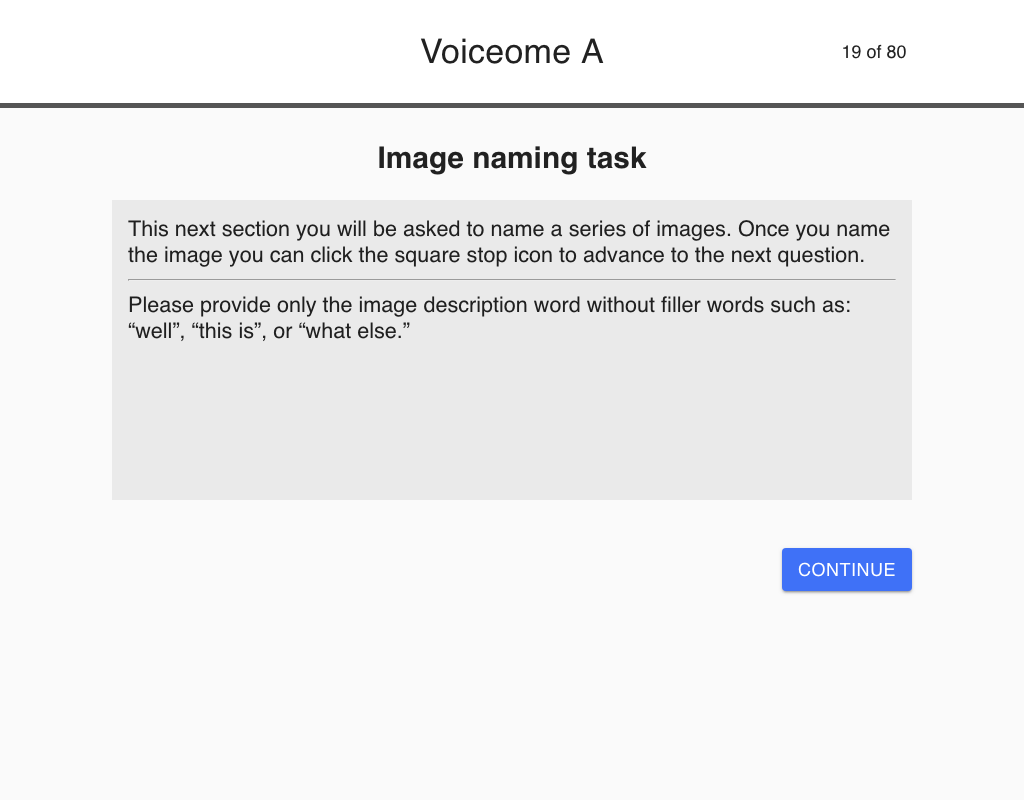 Voiceome A
19 of 80
Image naming task
This next section you will be asked to name a series of images. Once you name
the image you can click the square stop icon to advance to the next question.
Please provide only the image description word without filler words such as:
“well”, “this is”, or “what else.”
CONTINUE